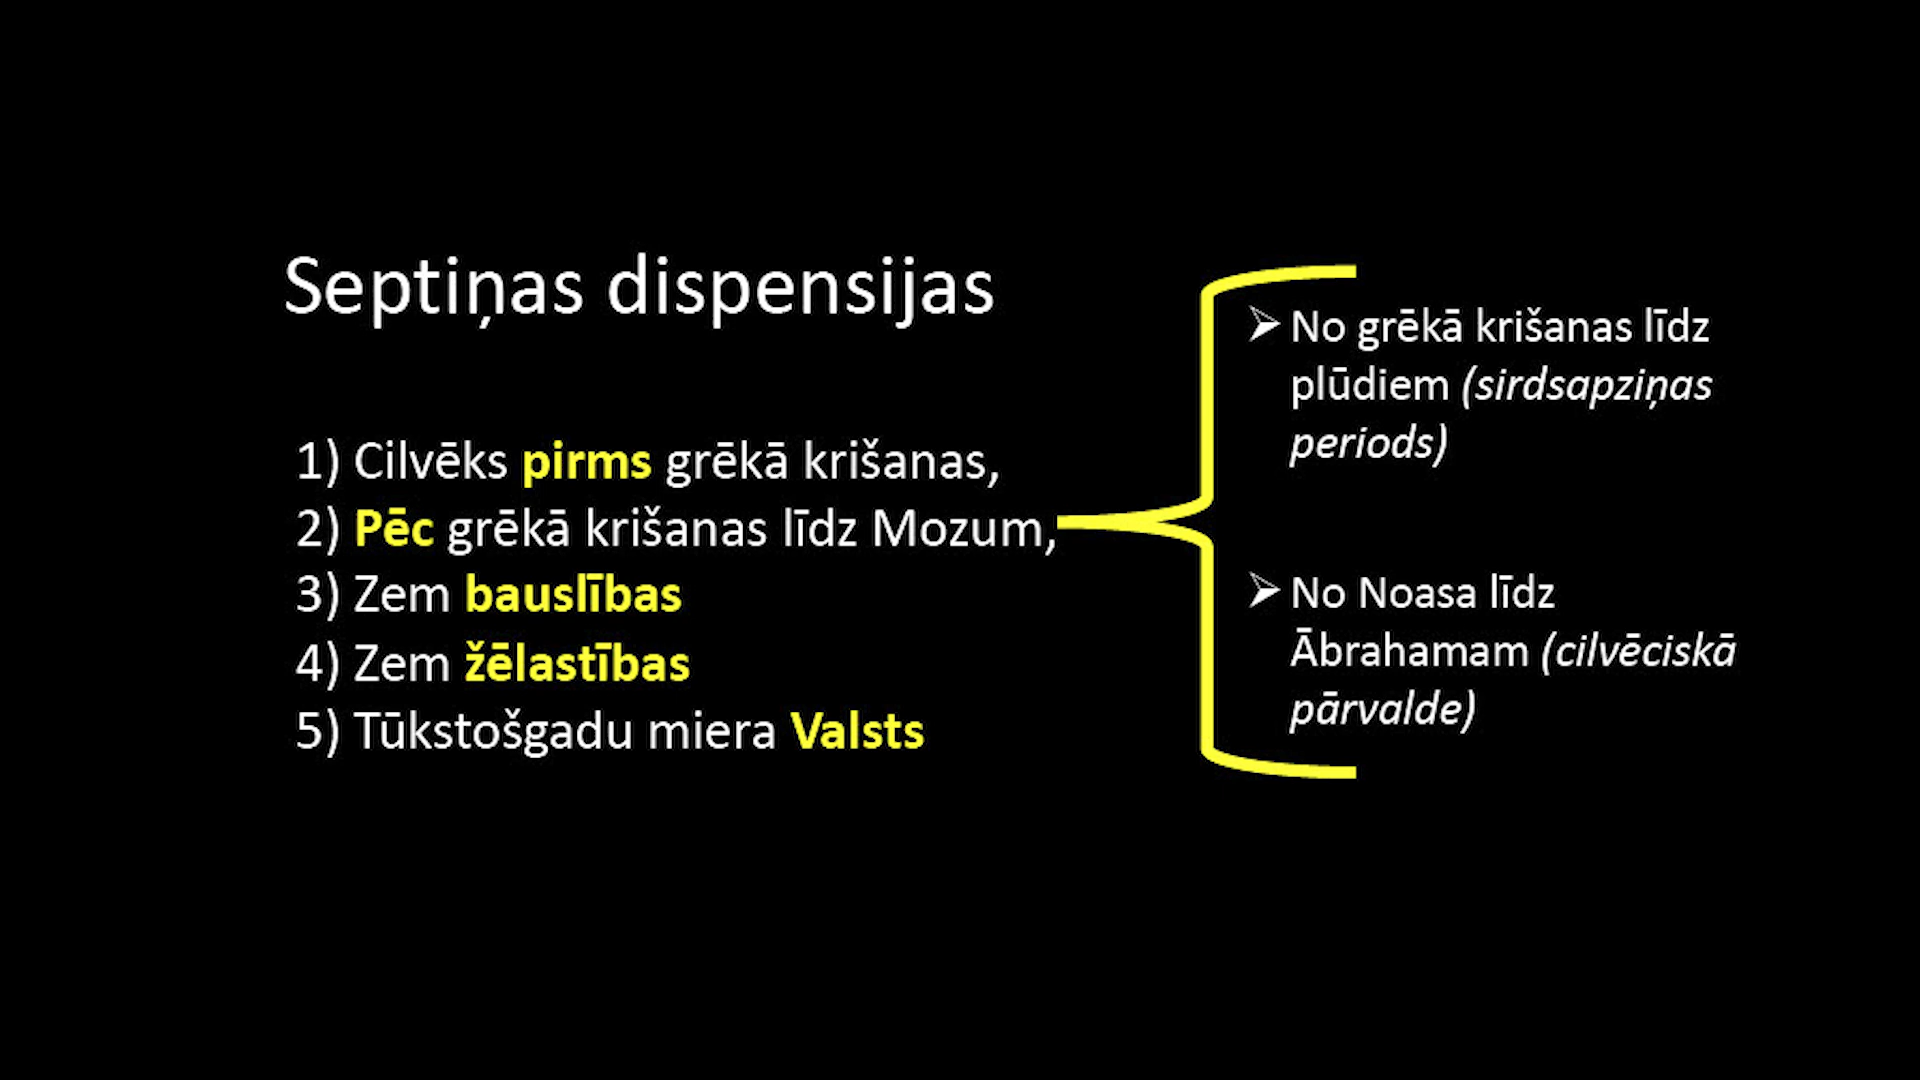 Septiņas dispensijas
1) Cilvēks pirms grēkā krišanas,
2) Pēc grēkā krišanas līdz Mozum,
3) Zem bauslības
4) Zem žēlastības
5) Tūkstošgadu miera Valsts
No grēkā krišanas līdz
plūdiem (sirdsapziņas
periods)
No Noasa līdz
Ābrahamam (cilvēciskā
pārvalde)